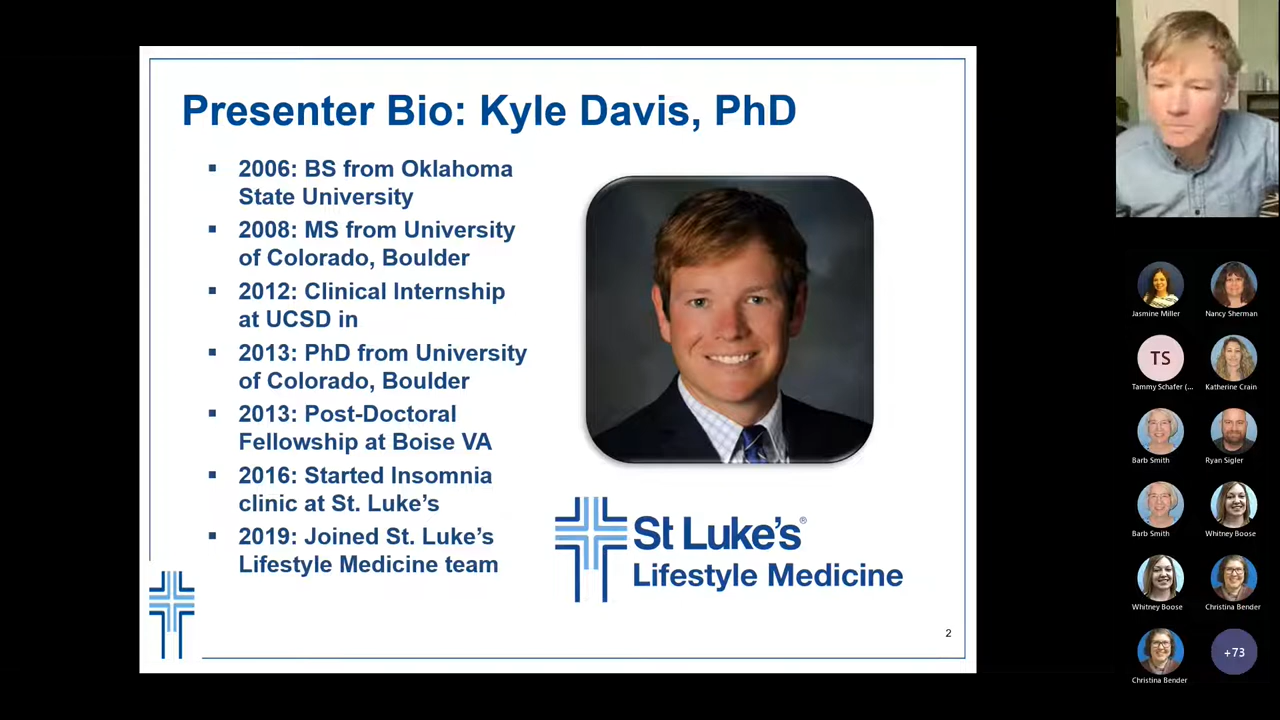 Presenter Bio: Kyle Davis, PhD
▪ 2006: BS from Oklahoma
State University
▪ 2008: MS from University
of Colorado, Boulder
▪ 2012: Clinical Internship
at UCSD in
▪ 2013: PhD from University
of Colorado, Boulder
▪ 2013: Post-Doctoral
Fellowship at Boise VA
▪ 2016: Started Insomnia
clinic at St. Luke’s
▪ 2019: Joined St. Luke’s
Lifestyle Medicine team
St Luke’s®
Lifestyle Medicine
2
Jasmine Miller
Nancy Sherman
TS
Tammy Schafer (...
Katherine Crain
Barb Smith
Ryan Sigler
Barb Smith
Whitney Boose
Whitney Boose
Christina Bender
Christina Bender
+73